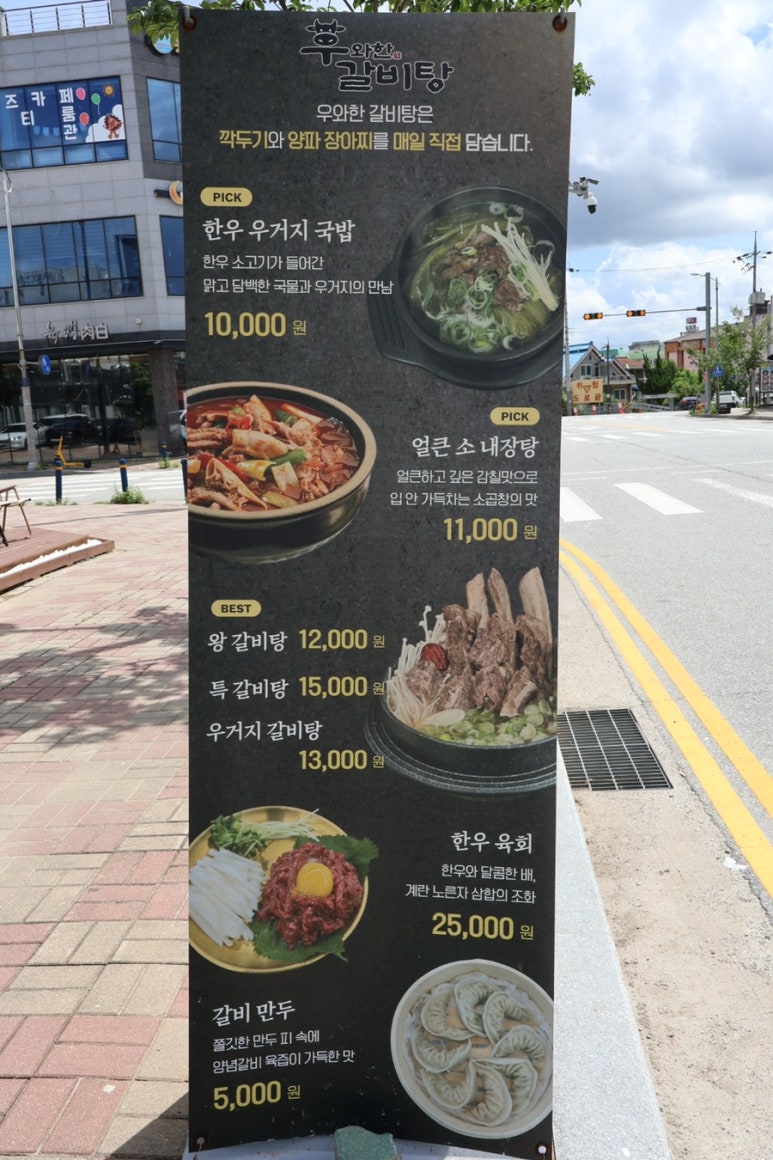 우와한
갈비탕
우와한 갈비탕은
깍두기와 양파 장아찌를 매일 직접 담습니다.
PICK
한우 우거지 국밥
한우 소고기가 들어간
맑고 담백한 국물과 우거지의 만남
10,000 원
PICK
얼큰 소 내장탕
얼큰하고 깊은 감칠맛으로
입 안 가득차는 소곱창의 맛
11,000 원
BEST
왕 갈비탕 12,000 원
특 갈비탕 15,000 원
우거지 갈비탕
13,000 원
한우 육회
한우와 달콤한 배,
계란 노른자 삼합의 조화
25,000 원
갈비 만두
쫄깃한 만두 피 속에
양념갈비 육즙이 가득한 맛
5,000 원
키즈카페
파티룸
위험